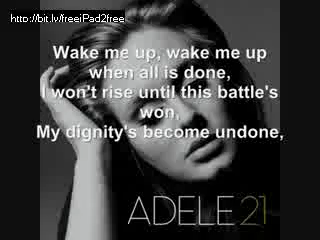 http://bit.lv/freeiPad2free
Wake me up, wake me up
when all is done,
I won't rise until this battle's
won,
My dignity's become undone,
ADELE 21